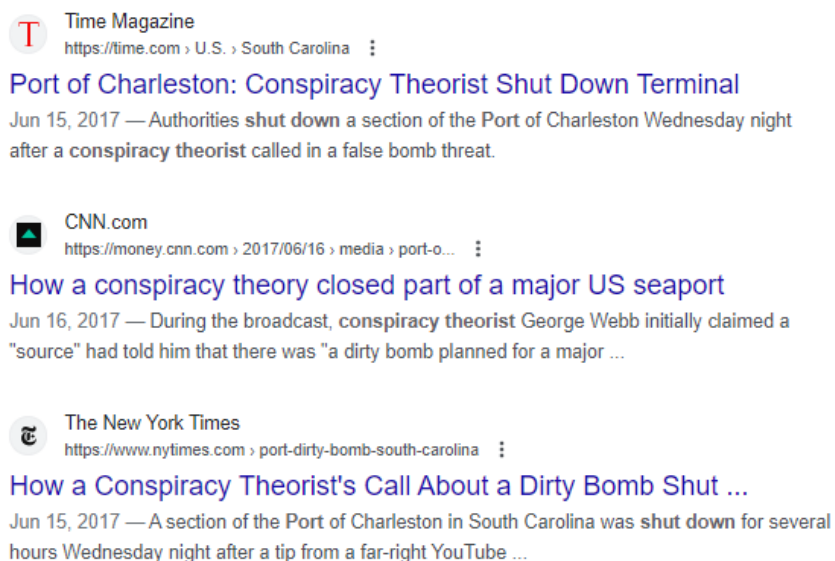 Time Magazine
https://time.com › U.S. › South Carolina
Port of Charleston: Conspiracy Theorist Shut Down Terminal
Jun 15, 2017 — Authorities shut down a section of the Port of Charleston Wednesday night
after a conspiracy theorist called in a false bomb threat.
CNN.com
https://money.cnn.com › 2017/06/16 › media › port-o...
How a conspiracy theory closed part of a major US seaport
Jun 16, 2017 — During the broadcast, conspiracy theorist George Webb initially claimed a
"source" had told him that there was "a dirty bomb planned for a major ...
The New York Times
https://www.nytimes.com › port-dirty-bomb-south-carolina
How a Conspiracy Theorist's Call About a Dirty Bomb Shut ...
Jun 15, 2017 — A section of the Port of Charleston in South Carolina was shut down for several
hours Wednesday night after a tip from a far-right YouTube ...